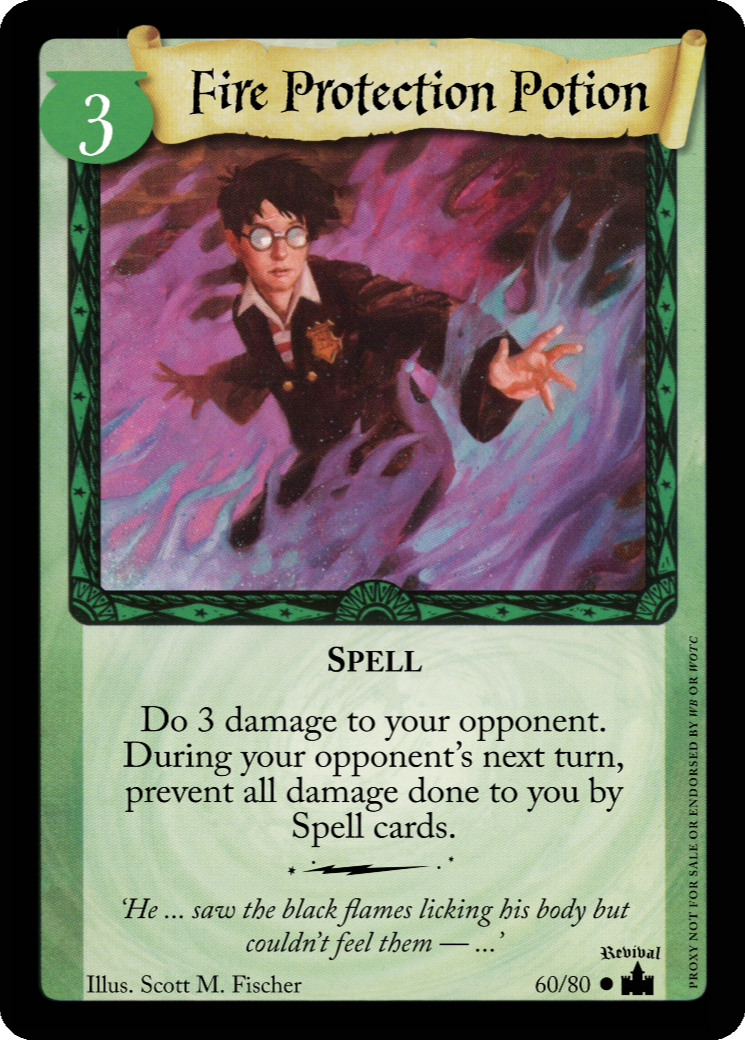 3
Fire Protection Potion
SPELL
Do 3 damage to your opponent.
During your opponent's next turn,
prevent all damage done to you by
Spell cards.
‘He ... saw the black flames licking his body but
couldn't feel them — ...’
Revival
Illus. Scott M. Fischer
60/80
PROXY NOT FOR SALE OR ENDORSED BY WB OR WOTC